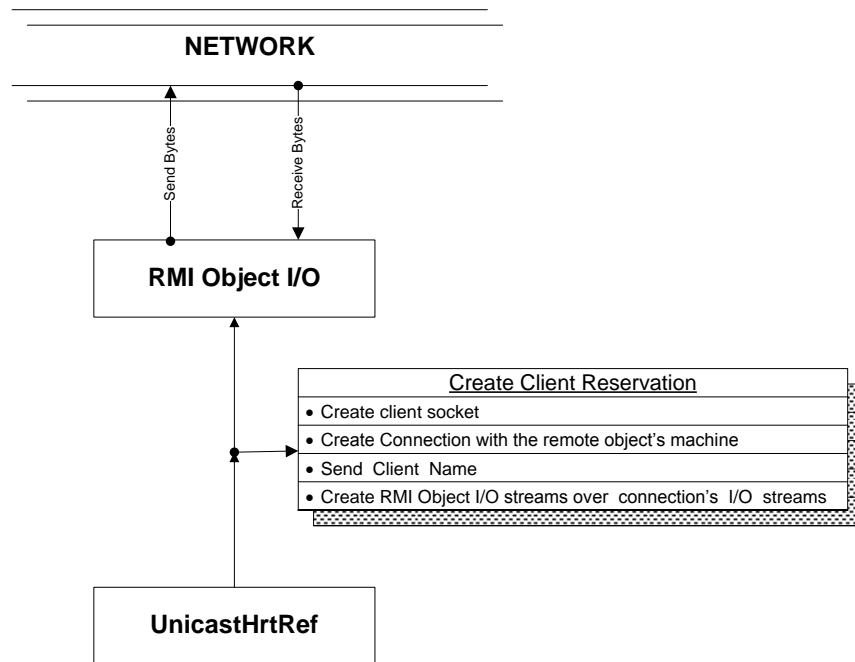 NETWORK
Send Bytes
Receive Bytes
RMI Object I/O
Create Client Reservation
• Create client socket
• Create Connection with the remote object's machine
• Send Client Name
• Create RMI Object I/O streams over connection's I/O streams
UnicastHrtRef